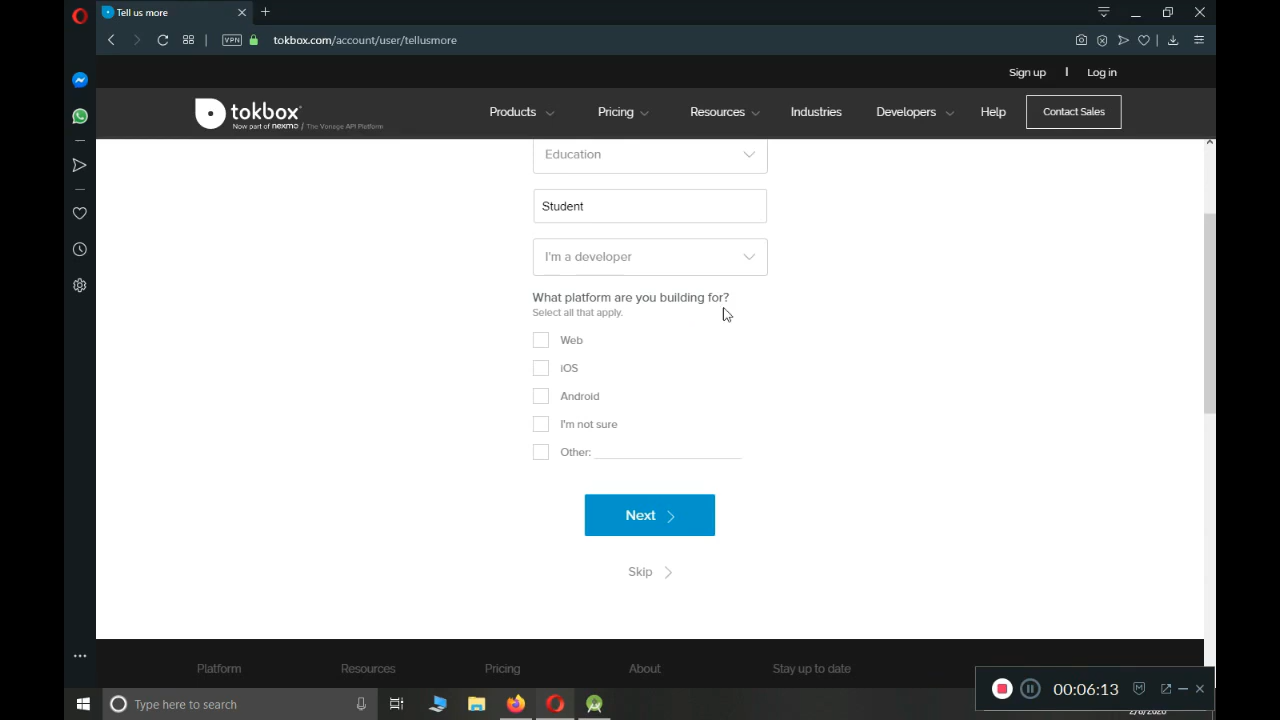 Tell us more
VPN
tokbox.com/account/user/tellusmore
Sign up | Log in
tokbox
Now part of nexmo / The Vonage API Platform
Products Pricing Resources Industries Developers Help Contact Sales
Education
Student
I'm a developer
What platform are you building for?
Select all that apply.
Web
iOS
Android
I'm not sure
Other:
Next
Skip
Platform Resources Pricing About Stay up to date
00:06:13
Type here to search